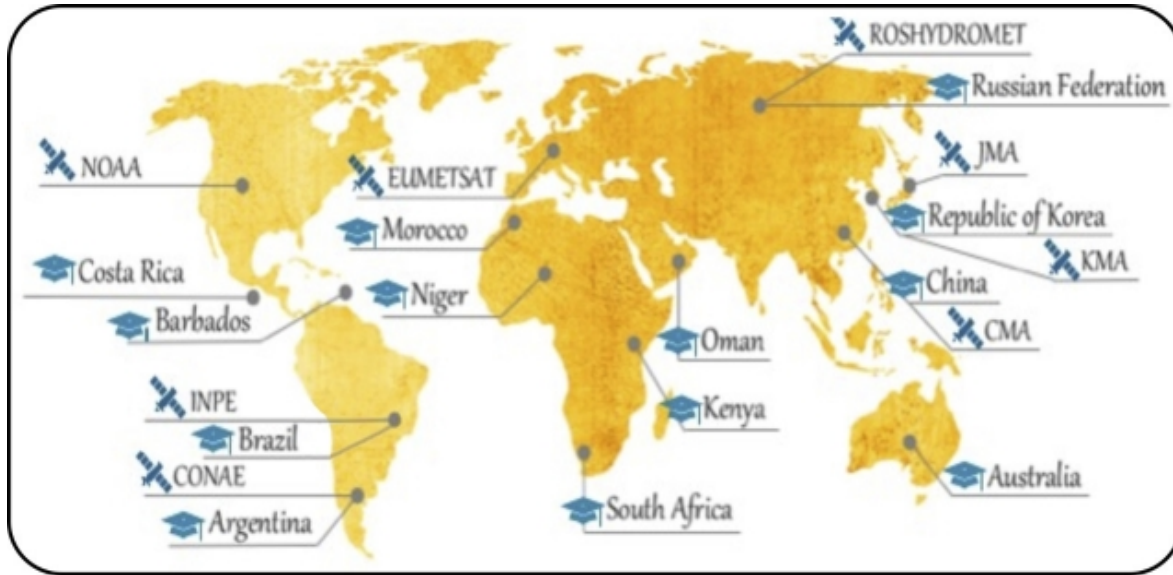 ROSHYDROMET
Russian Federation
NOAA
EUMETSAT
JMA
Morocco
Republic of Korea
KMA
Costa Rica
Barbados
Niger
China
CMA
Oman
INPE
Brazil
Kenya
CONAE
Argentina
South Africa
Australia